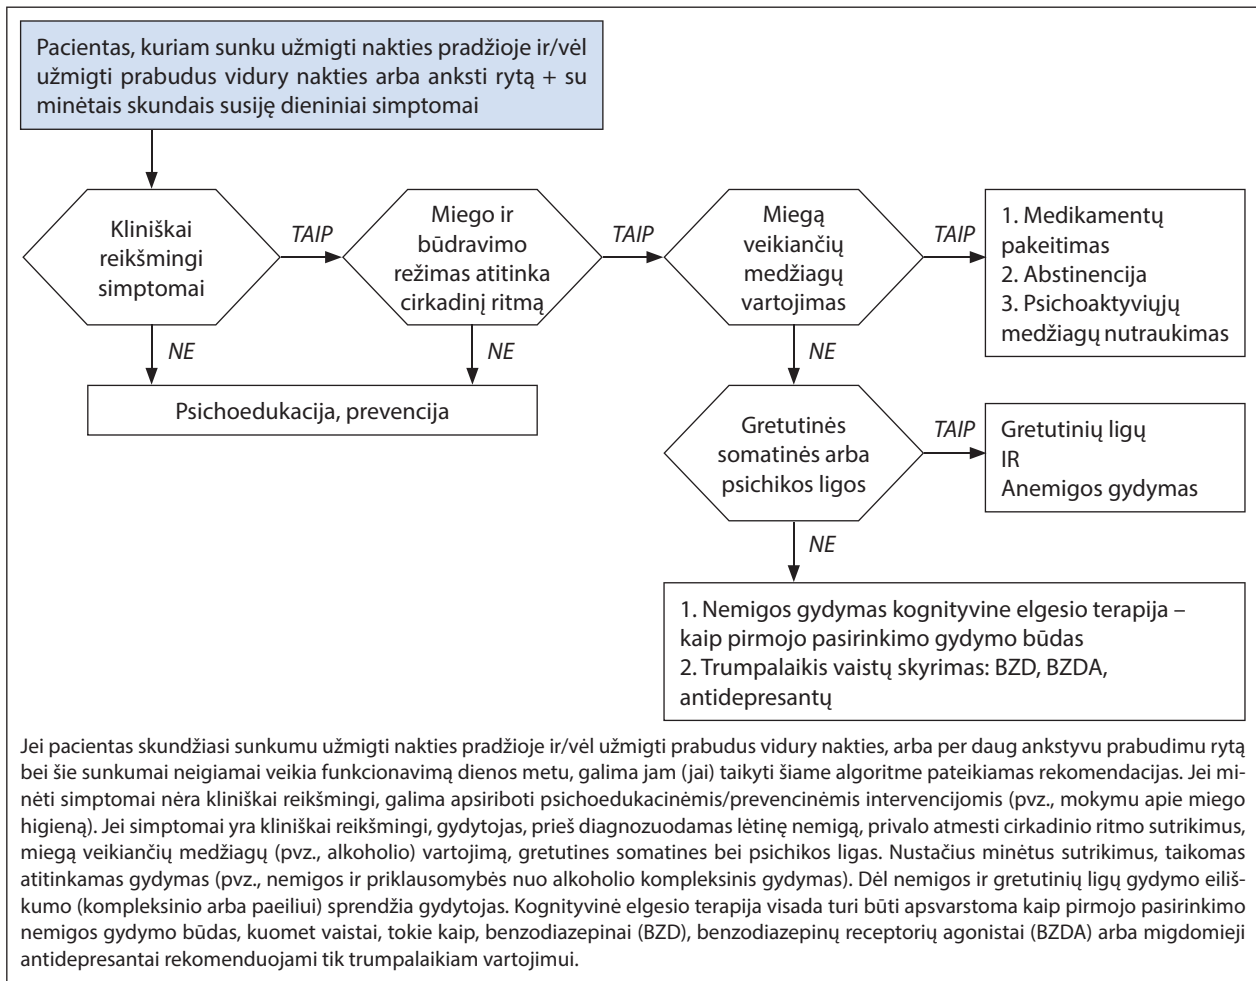 Pacientas, kuriam sunku užmigti nakties pradžioje ir/vėl
užmigti prabudus vidury nakties arba anksti rytą + su
minėtais skundais susiję dieniniai simptomai
Kliniškai
reikšmingi
simptomai
TAIP
NE
Miego ir
būdravimo
režimas atitinka
cirkadinį ritmą
TAIP
NE
Miegą
veikiančių
medžiagų
vartojimas
TAIP
NE
1. Medikamentų
pakeitimas
2. Abstinencija
3. Psichoaktyviųjų
medžiagų nutraukimas
Psichoedukacija, prevencija
Gretutinės
somatinės arba
psichikos ligos
TAIP
NE
Gretutinių ligų
IR
Anemigos gydymas
1. Nemigos gydymas kognityvine elgesio terapija –
kaip pirmojo pasirinkimo gydymo būdas
2. Trumpalaikis vaistų skyrimas: BZD, BZDA,
antidepresantų
Jei pacientas skundžiasi sunkumu užmigti nakties pradžioje ir/vėl užmigti prabudus vidury nakties, arba per daug ankstyvu prabudimu rytą
bei šie sunkumai neigiamai veikia funkcionavimą dienos metu, galima jam (jai) taikyti šiame algoritme pateikiamas rekomendacijas. Jei mi-
nėti simptomai nėra kliniškai reikšmingi, galima apsiriboti psichoedukacinėmis/prevencinėmis intervencijomis (pvz., mokymu apie miego
higieną). Jei simptomai yra kliniškai reikšmingi, gydytojas, prieš diagnozuodamas lėtinę nemigą, privalo atmesti cirkadinio ritmo sutrikimus,
miegą veikiančių medžiagų (pvz., alkoholio) vartojimą, gretutines somatines bei psichikos ligas. Nustačius minėtus sutrikimus, taikomas
atitinkamas gydymas (pvz., nemigos ir priklausomybės nuo alkoholio kompleksinis gydymas). Dėl nemigos ir gretutinių ligų gydymo eiliš-
kumo (kompleksinio arba paeiliui) sprendžia gydytojas. Kognityvinė elgesio terapija visada turi būti apsvarstoma kaip pirmojo pasirinkimo
nemigos gydymo būdas, kuomet vaistai, tokie kaip, benzodiazepinai (BZD), benzodiazepinų receptorių agonistai (BZDA) arba migdomieji
antidepresantai rekomenduojami tik trumpalaikiam vartojimui.